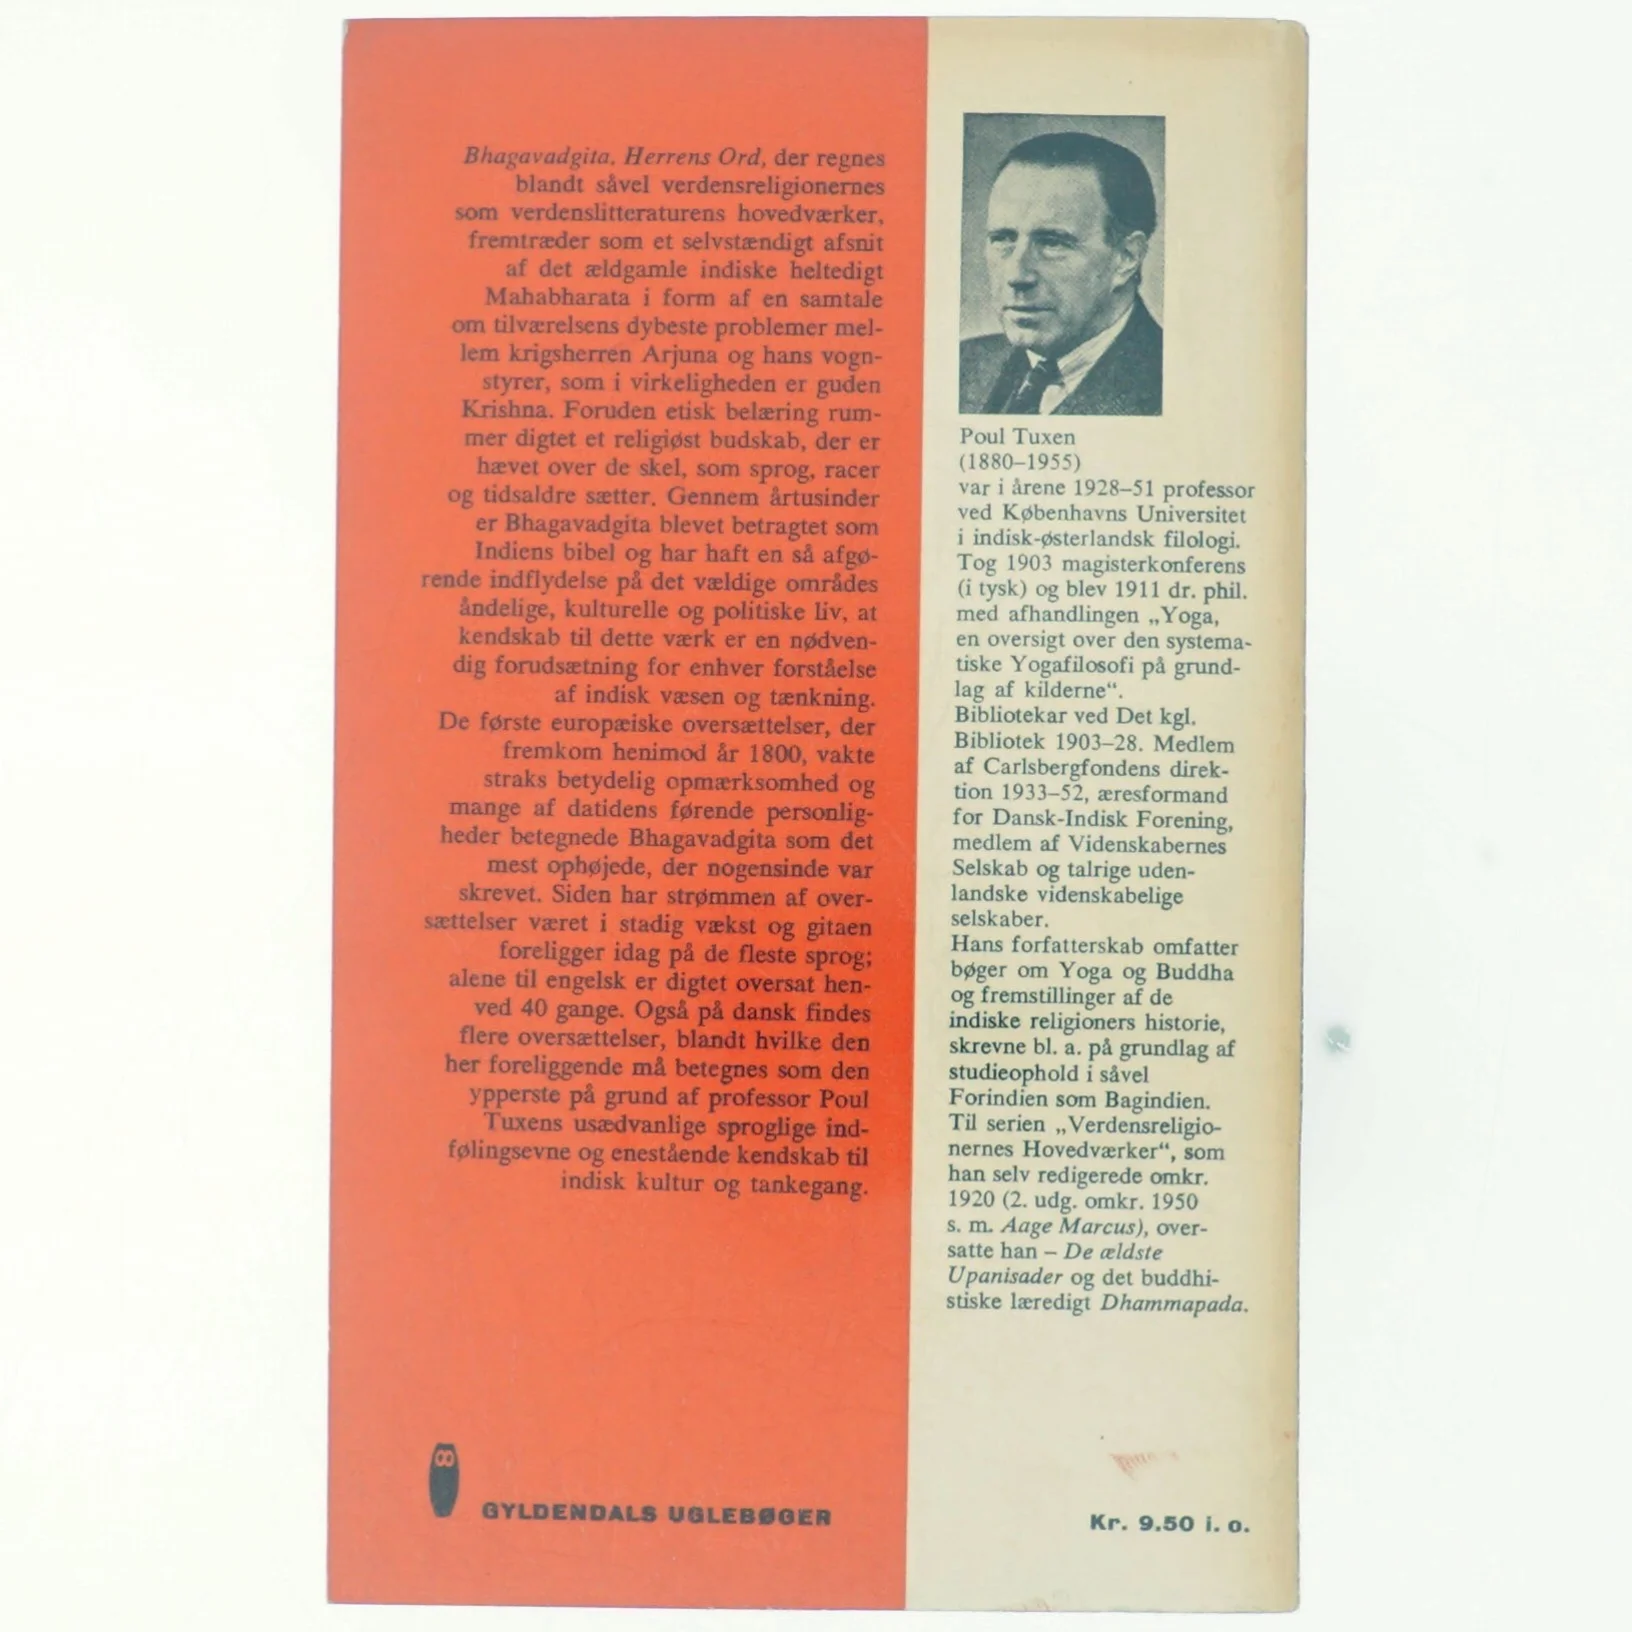 Bhagavadgita. Herrens Ord, der regnes
blandt såvel verdensreligionernes
som verdenslitteraturens hovedværker,
fremtræder som et selvstændigt afsnit
af det ældgamle indiske heltedigt
Mahabharata i form af en samtale
om tilværelsens dybeste problemer mel-
lem krigsherren Arjuna og hans vogn-
styrer, som i virkeligheden er guden
Krishna. Foruden etisk belæring rum-
mer digtet et religiøst budskab, der er
hævet over de skel, som sprog, racer
og tidsaldre sætter. Gennem årtusinder
er Bhagavadgita blevet betragtet som
Indiens bibel og har haft en så afgø-
rende indflydelse på det vældige områdes
åndelige, kulturelle og politiske liv, at
kendskab til dette værk er en nødven-
dig forudsætning for enhver forståelse
af indisk væsen og tænkning.
De første europæiske oversættelser, der
fremkom henimod år 1800, vakte
straks betydelig opmærksomhed og
mange af datidens førende personlig-
heder betegnede Bhagavadgita som det
mest ophøjede, der nogensinde var
skrevet. Siden har strømmen af over-
sættelser været i stadig vækst og gitaen
foreligger idag på de fleste sprog;
alene til engelsk er digtet oversat hen-
ved 40 gange. Også på dansk findes
flere oversættelser, blandt hvilke den
her foreliggende må betegnes som den
ypperste på grund af professor Poul
Tuxens usædvanlige sproglige ind-
følingsevne og enestående kendskab til
indisk kultur og tankegang.
GYLDENDALS UGLEBØGER
Poul Tuxen
(1880–1955)
var i årene 1928–51 professor
ved Københavns Universitet
i indisk-østerlandsk filologi.
Tog 1903 magisterkonferens
(i tysk) og blev 1911 dr. phil.
med afhandlingen „Yoga,
en oversigt over den systema-
tiske Yogafilosofi på grund-
lag af kilderne“.
Bibliotekar ved Det kgl.
Bibliotek 1903–28. Medlem
af Carlsbergfondens direk-
tion 1933–52, æresformand
for Dansk-Indisk Forening,
medlem af Videnskabernes
Selskab og talrige uden-
landske videnskabelige
selskaber.
Hans forfatterskab omfatter
bøger om Yoga og Buddha
og fremstillinger af de
indiske religioners historie,
skrevne bl. a. på grundlag af
studieophold i såvel
Forindien som Bagindien.
Til serien „Verdensreligio-
nernes Hovedværker“, som
han selv redigerede omkr.
1920 (2. udg. omkr. 1950
s. m. Aage Marcus), over-
satte han – De ældste
Upanisader og det buddhi-
stiske læredigt Dhammapada.
Kr. 9.50 i. o.